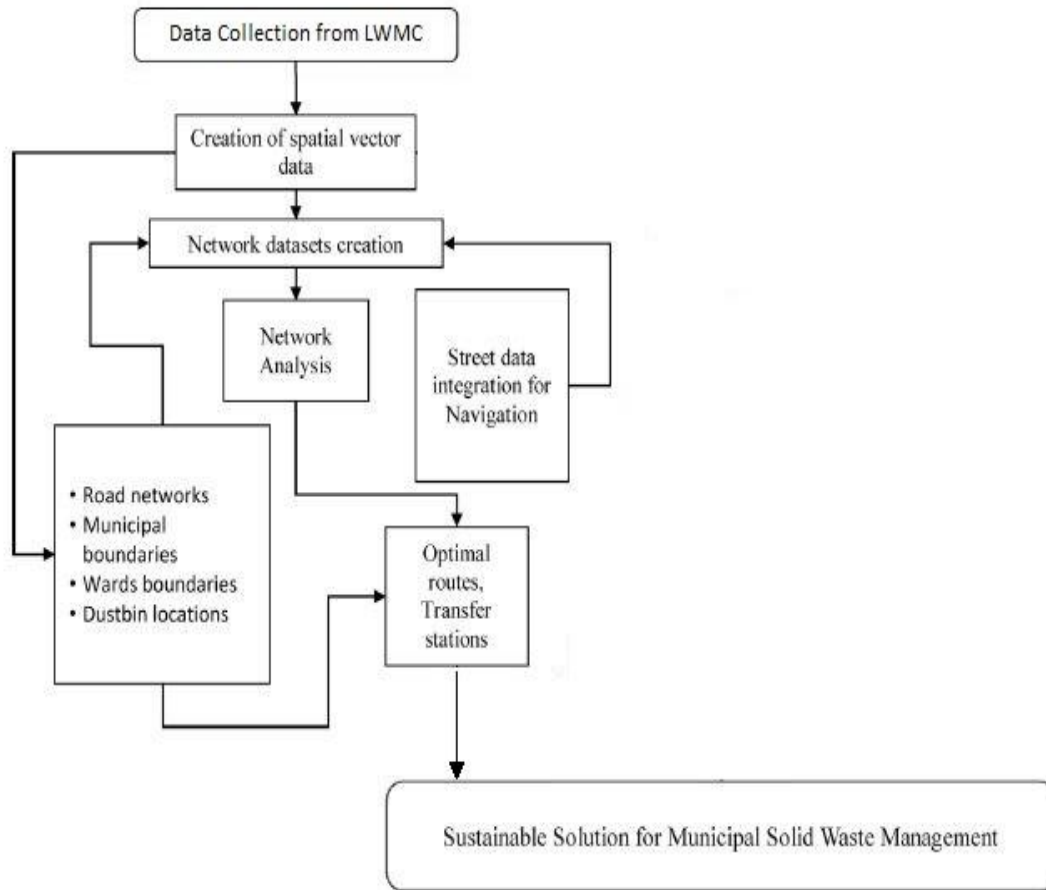 Data Collection from LWMC
Creation of spatial vector
data
Network datasets creation
Network
Analysis
Street data
integration for
Navigation
• Road networks
• Municipal
boundaries
• Wards boundaries
• Dustbin locations
Optimal
routes,
Transfer
stations
Sustainable Solution for Municipal Solid Waste Management